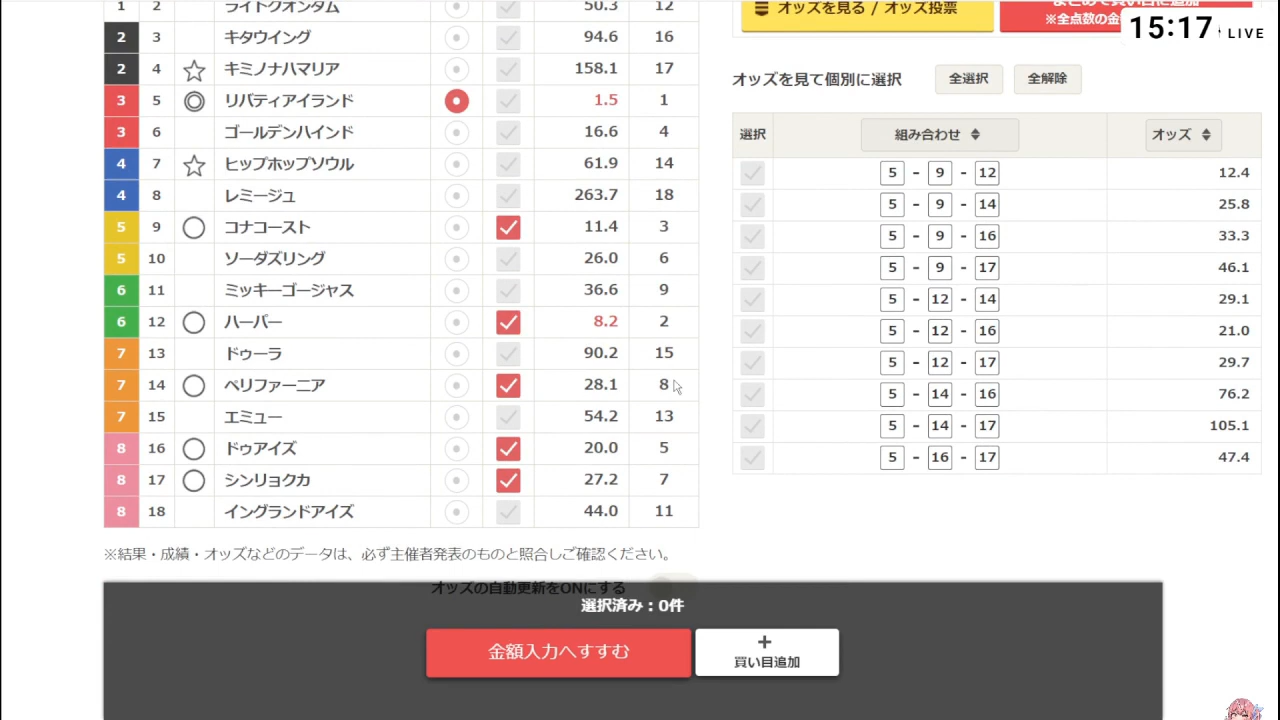 1 2 ライトクオンタム 50.3 12
2 3 キタウイング 94.6 16
2 4 ☆ キミノナハマリア 158.1 17
3 5 ◎ リバティアイランド 1.5 1
3 6 ゴールデンハインド 16.6 4
4 7 ☆ ヒップホップソウル 61.9 14
4 8 レミージュ 263.7 18
5 9 ○ コナコースト 11.4 3
5 10 ソーダズリング 26.0 6
6 11 ミッキーゴージャス 36.6 9
6 12 ○ ハーパー 8.2 2
7 13 ドゥーラ 90.2 15
7 14 ○ ペリファーニア 28.1 8
7 15 エミュー 54.2 13
8 16 ○ ドゥアイズ 20.0 5
8 17 ○ シンリョクカ 27.2 7
8 18 イングランドアイズ 44.0 11
※結果・成績・オッズなどのデータは、必ず主催者発表のものと照合しご確認ください。
オッズの自動更新をONにする
オッズを見る / オッズ投票
まとめて買い目に追加
※全点数の金
15:17 LIVE
オッズを見て個別に選択 全選択 全解除
選択 組み合わせ オッズ
5 - 9 - 12 12.4
5 - 9 - 14 25.8
5 - 9 - 16 33.3
5 - 9 - 17 46.1
5 - 12 - 14 29.1
5 - 12 - 16 21.0
5 - 12 - 17 29.7
5 - 14 - 16 76.2
5 - 14 - 17 105.1
5 - 16 - 17 47.4
選択済み：0件
金額入力へすすむ
+
買い目追加